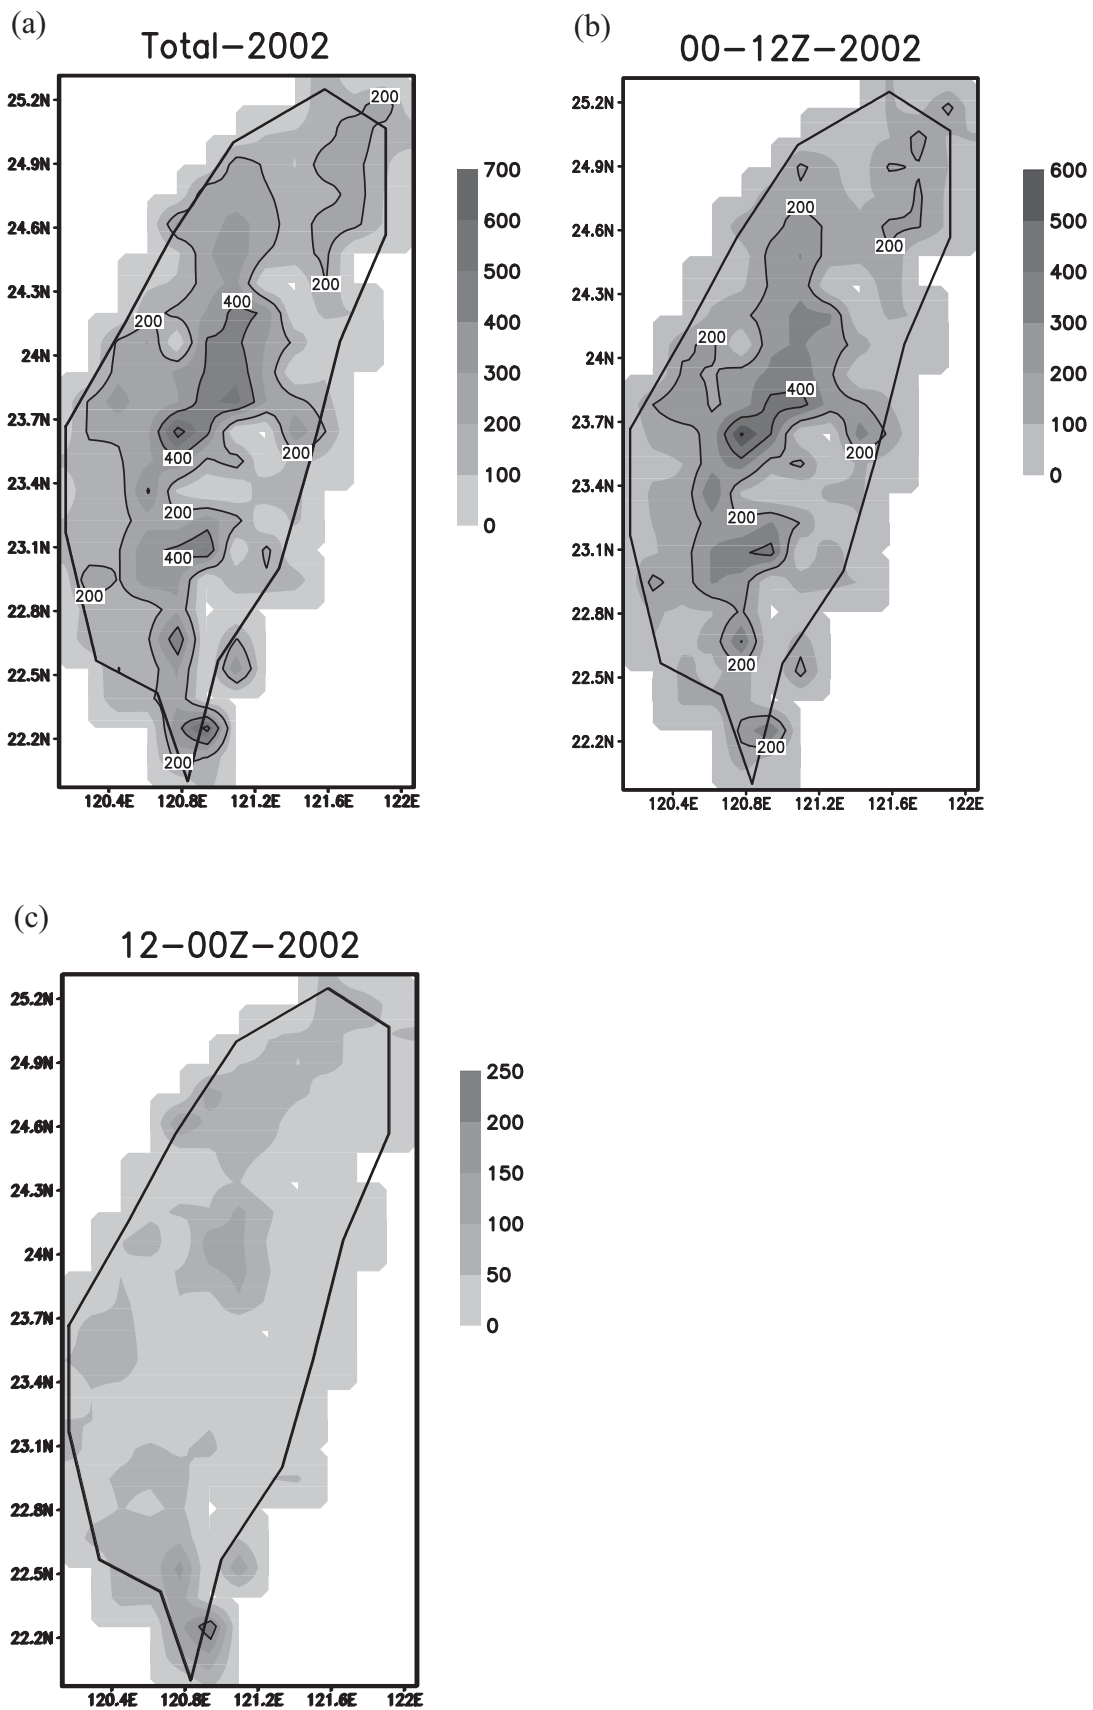 (a)
Total-2002
25.2N
24.9N
24.6N
24.3N
24N
23.7N
23.4N
23.1N
22.8N
22.5N
22.2N
120.4E 120.8E 121.2E 121.6E 122E
200
200
400
200
400
200
200
400
200
200
700
600
500
400
300
200
100
0
(b)
00-12Z-2002
25.2N
24.9N
24.6N
24.3N
24N
23.7N
23.4N
23.1N
22.8N
22.5N
22.2N
120.4E 120.8E 121.2E 121.6E 122E
200
200
200
400
200
200
200
200
600
500
400
300
200
100
0
(c)
12-00Z-2002
25.2N
24.9N
24.6N
24.3N
24N
23.7N
23.4N
23.1N
22.8N
22.5N
22.2N
120.4E 120.8E 121.2E 121.6E 122E
250
200
150
100
50
0